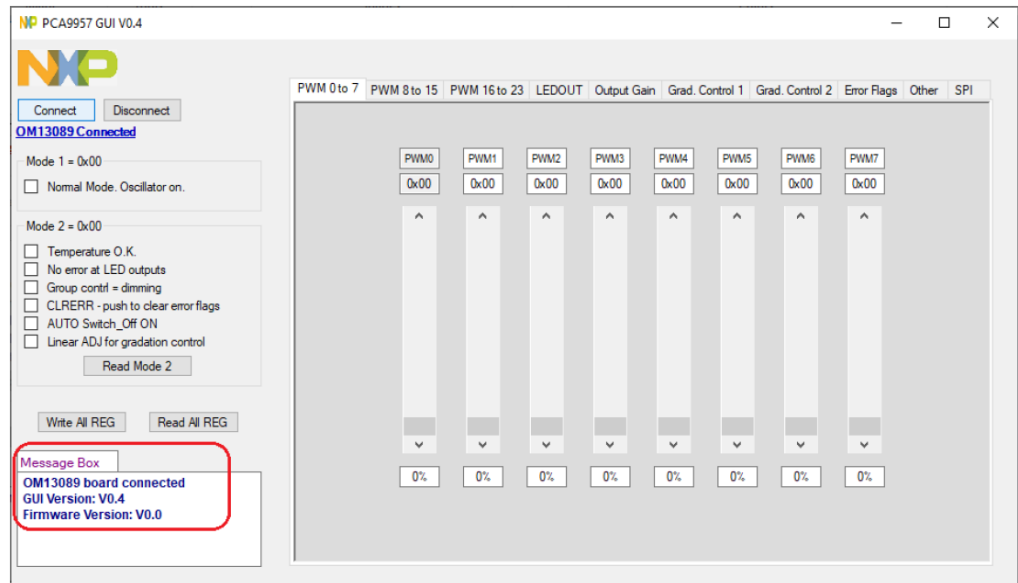 PCA9957 GUI V0.4
NXP
Connect Disconnect
OM13089 Connected
Mode 1 = 0x00
Normal Mode. Oscillator on.
Mode 2 = 0x00
Temperature O.K.
No error at LED outputs
Group contrl = dimming
CLRERR - push to clear error flags
AUTO Switch_Off ON
Linear ADJ for gradation control
Read Mode 2
Write All REG Read All REG
Message Box
OM13089 board connected
GUI Version: V0.4
Firmware Version: V0.0
PWM 0 to 7 PWM 8 to 15 PWM 16 to 23 LEDOUT Output Gain Grad. Control 1 Grad. Control 2 Error Flags Other SPI
PWM0 PWM1 PWM2 PWM3 PWM4 PWM5 PWM6 PWM7
0x00 0x00 0x00 0x00 0x00 0x00 0x00 0x00
0% 0% 0% 0% 0% 0% 0% 0%